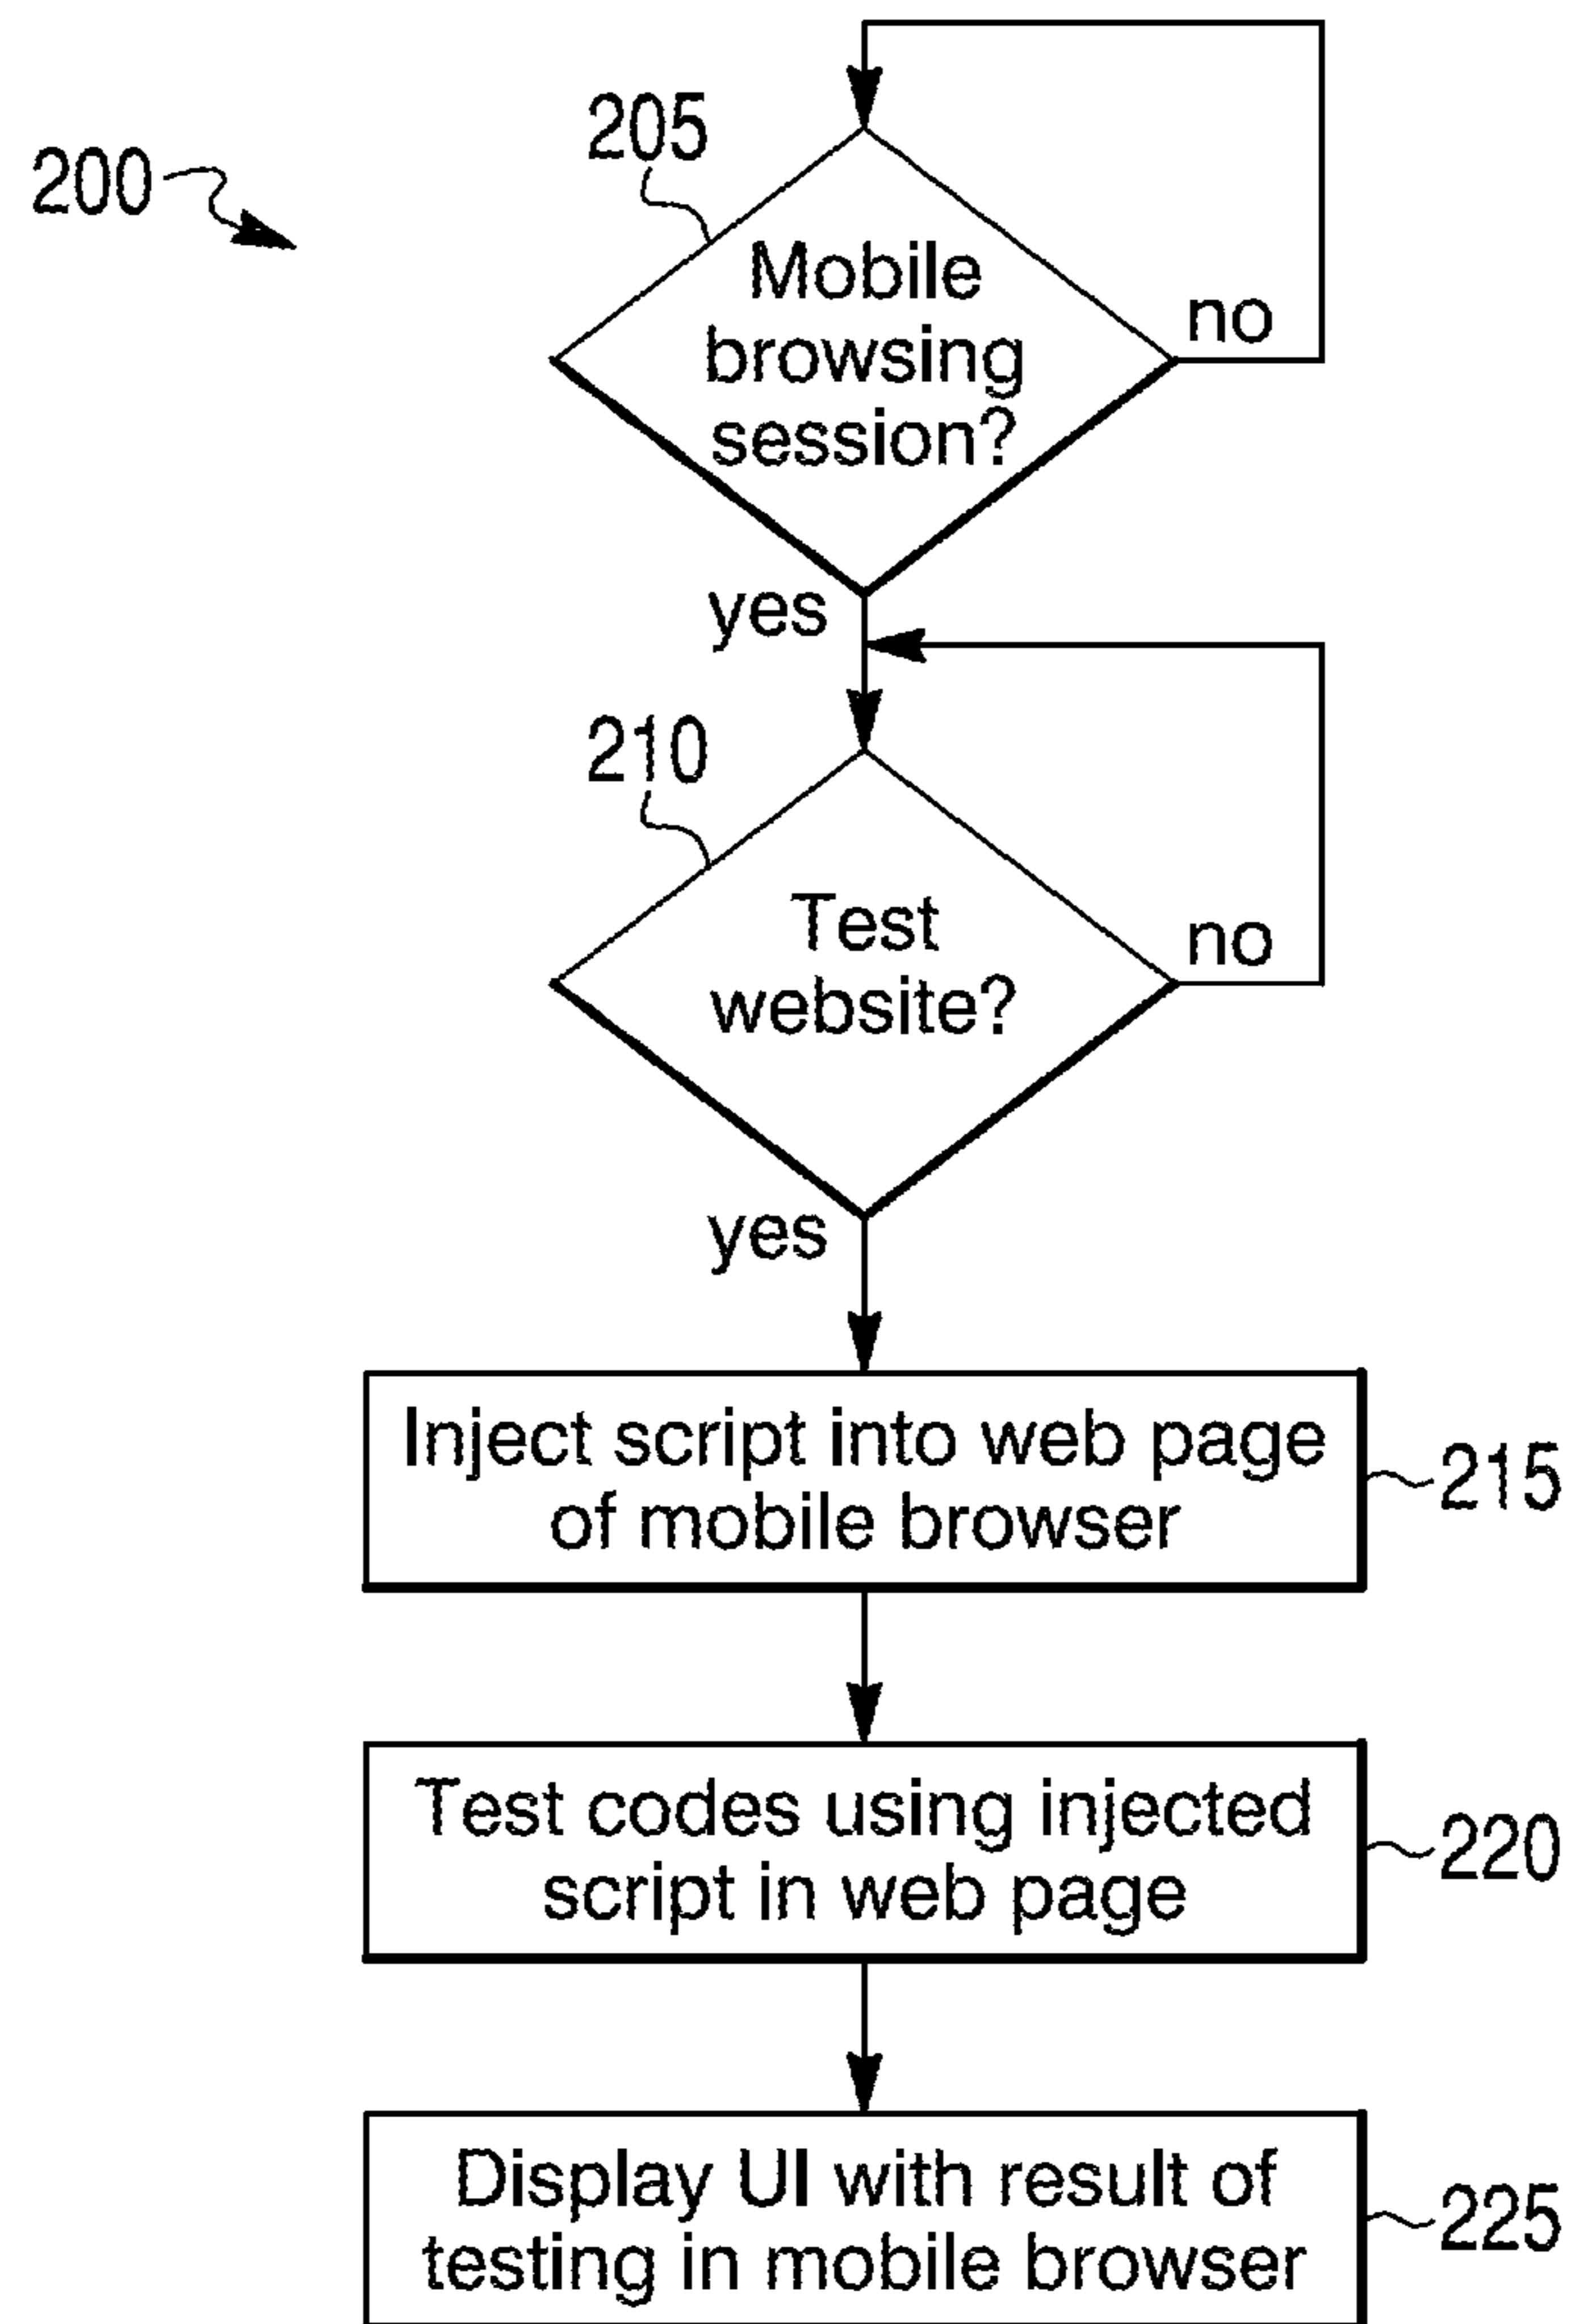 200
205
Mobile
browsing
session?
no
yes
210
Test
website?
no
yes
Inject script into web page
of mobile browser
215
Test codes using injected
script in web page
220
Display UI with result of
testing in mobile browser
225